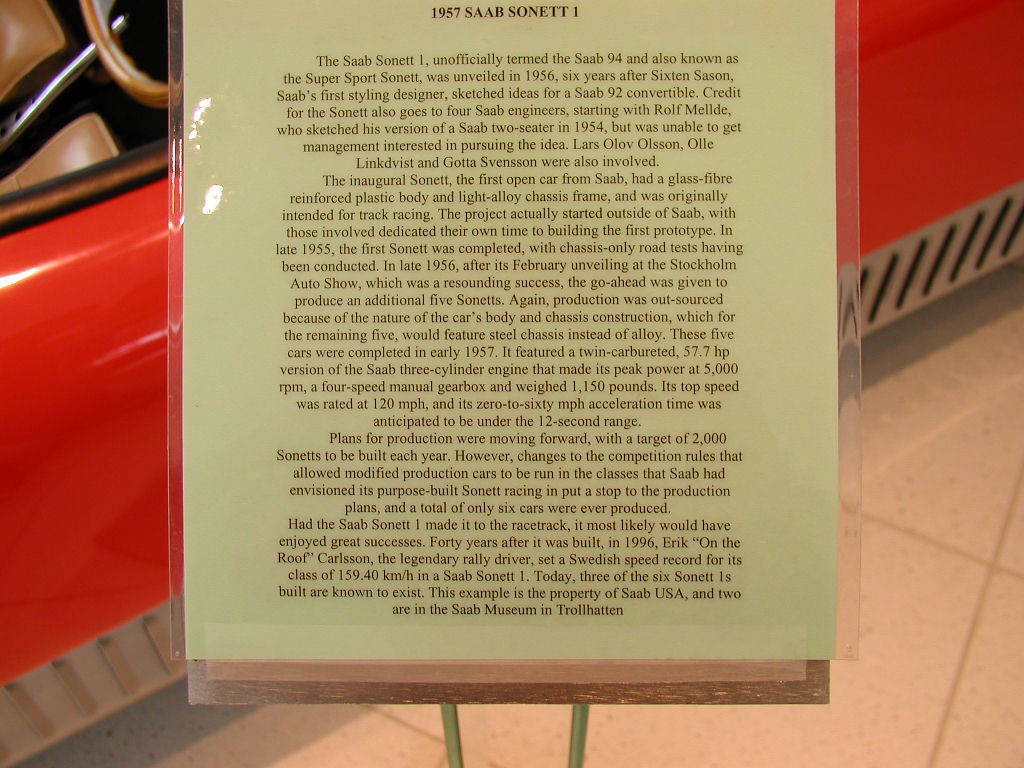 1957 SAAB SONETT 1
The Saab Sonett 1, unofficially termed the Saab 94 and also known as
the Super Sport Sonett, was unveiled in 1956, six years after Sixten Sason,
Saab's first styling designer, sketched ideas for a Saab 92 convertible. Credit
for the Sonett also goes to four Saab engineers, starting with Rolf Mellde,
who sketched his version of a Saab two-seater in 1954, but was unable to get
management interested in pursuing the idea. Lars Olov Olsson, Olle
Linkdvist and Gotta Svensson were also involved.
The inaugural Sonett, the first open car from Saab, had a glass-fibre
reinforced plastic body and light-alloy chassis frame, and was originally
intended for track racing. The project actually started outside of Saab, with
those involved dedicated their own time to building the first prototype. In
late 1955, the first Sonett was completed, with chassis-only road tests having
been conducted. In late 1956, after its February unveiling at the Stockholm
Auto Show, which was a resounding success, the go-ahead was given to
produce an additional five Sonetts. Again, production was out-sourced
because of the nature of the car's body and chassis construction, which for
the remaining five, would feature steel chassis instead of alloy. These five
cars were completed in early 1957. It featured a twin-carbureted, 57.7 hp
version of the Saab three-cylinder engine that made its peak power at 5,000
rpm, a four-speed manual gearbox and weighed 1,150 pounds. Its top speed
was rated at 120 mph, and its zero-to-sixty mph acceleration time was
anticipated to be under the 12-second range.
Plans for production were moving forward, with a target of 2,000
Sonetts to be built each year. However, changes to the competition rules that
allowed modified production cars to be run in the classes that Saab had
envisioned its purpose-built Sonett racing in put a stop to the production
plans, and a total of only six cars were ever produced.
Had the Saab Sonett 1 made it to the racetrack, it most likely would have
enjoyed great successes. Forty years after it was built, in 1996, Erik "On the
Roof" Carlsson, the legendary rally driver, set a Swedish speed record for its
class of 159.40 km/h in a Saab Sonett 1. Today, three of the six Sonett 1s
built are known to exist. This example is the property of Saab USA, and two
are in the Saab Museum in Trollhatten